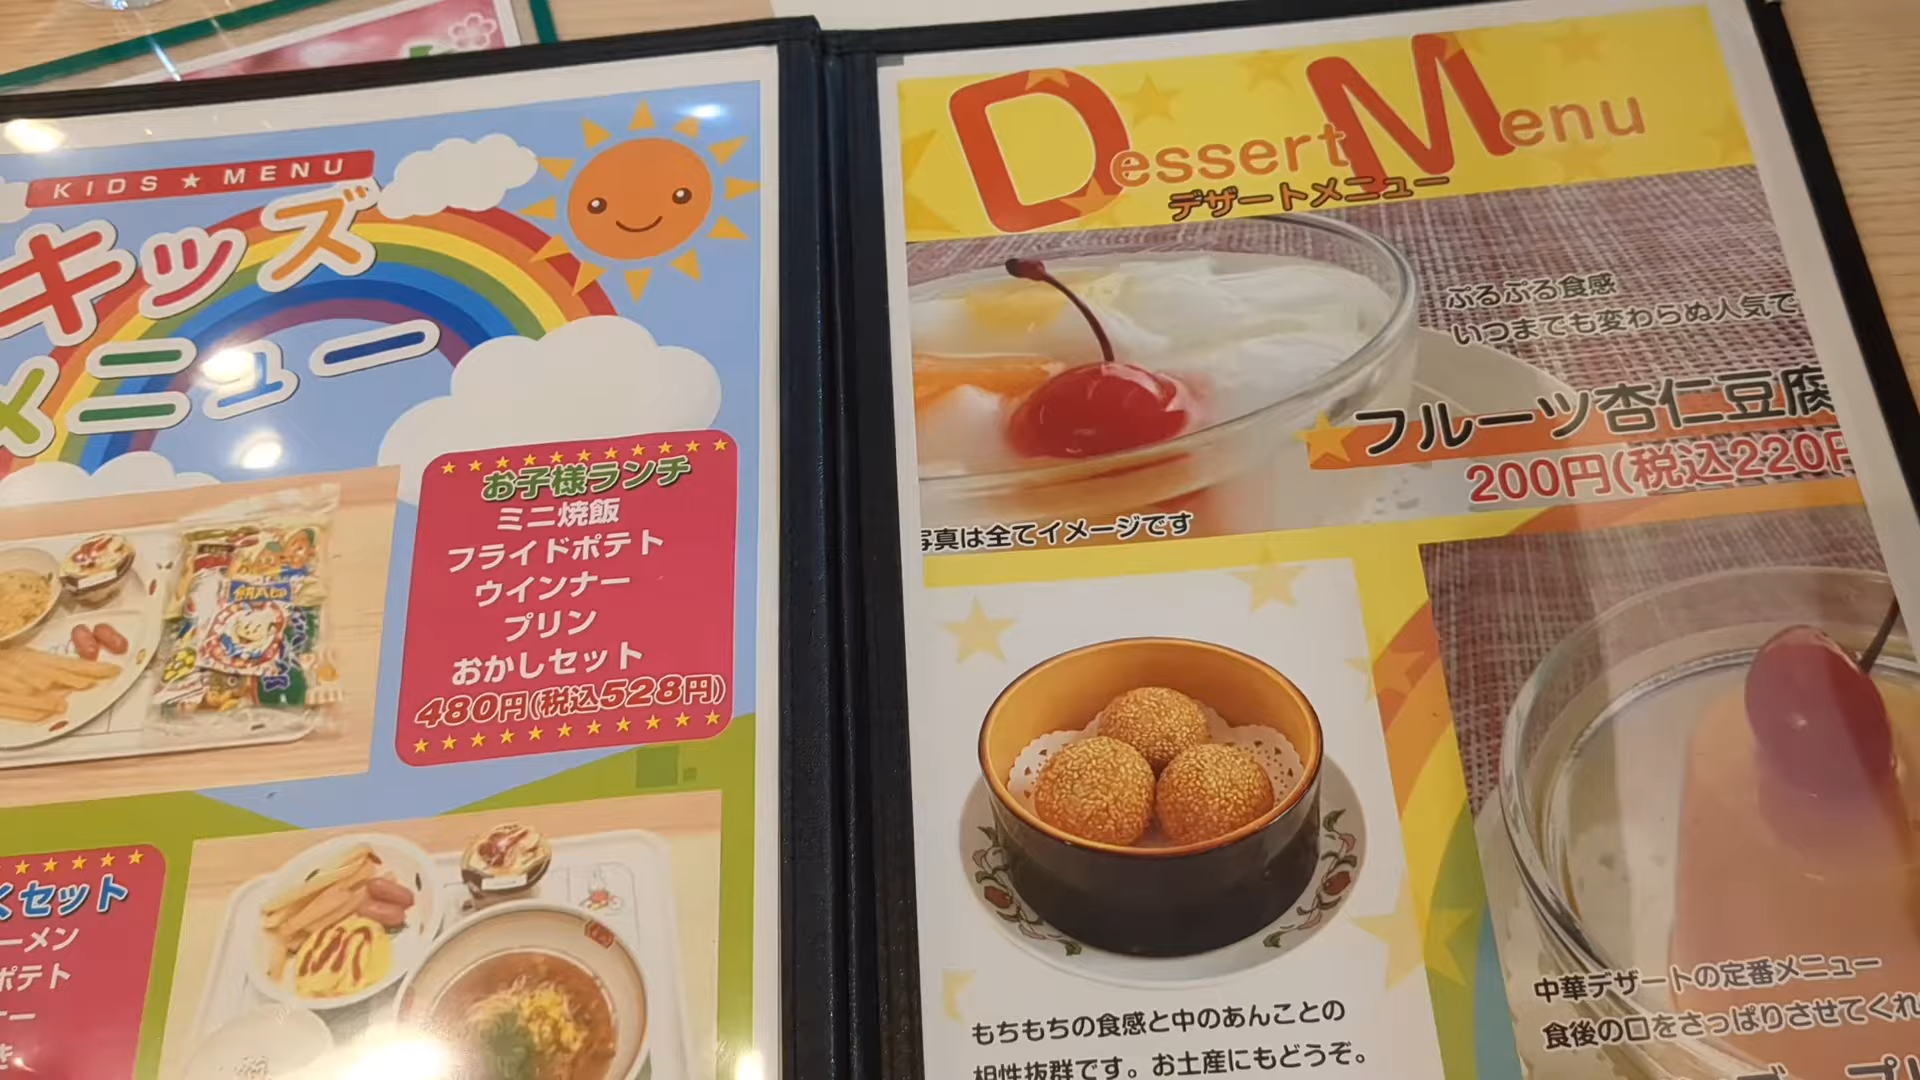 KIDS★MENU
キッズ
メニュー
お子様ランチ
ミニ焼飯
フライドポテト
ウインナー
プリン
おかしセット
480円(税込528円)
くセット
ーメン
ポテト
ナー
Dessert Menu
デザートメニュー
ぷるぷる食感
いつまでも変わらぬ人気で
フルーツ杏仁豆腐
200円(税込220円
写真は全てイメージです
もちもちの食感と中のあんことの
相性抜群です。お土産にもどうぞ。
中華デザートの定番メニュー
食後の口をさっぱりさせてくれ